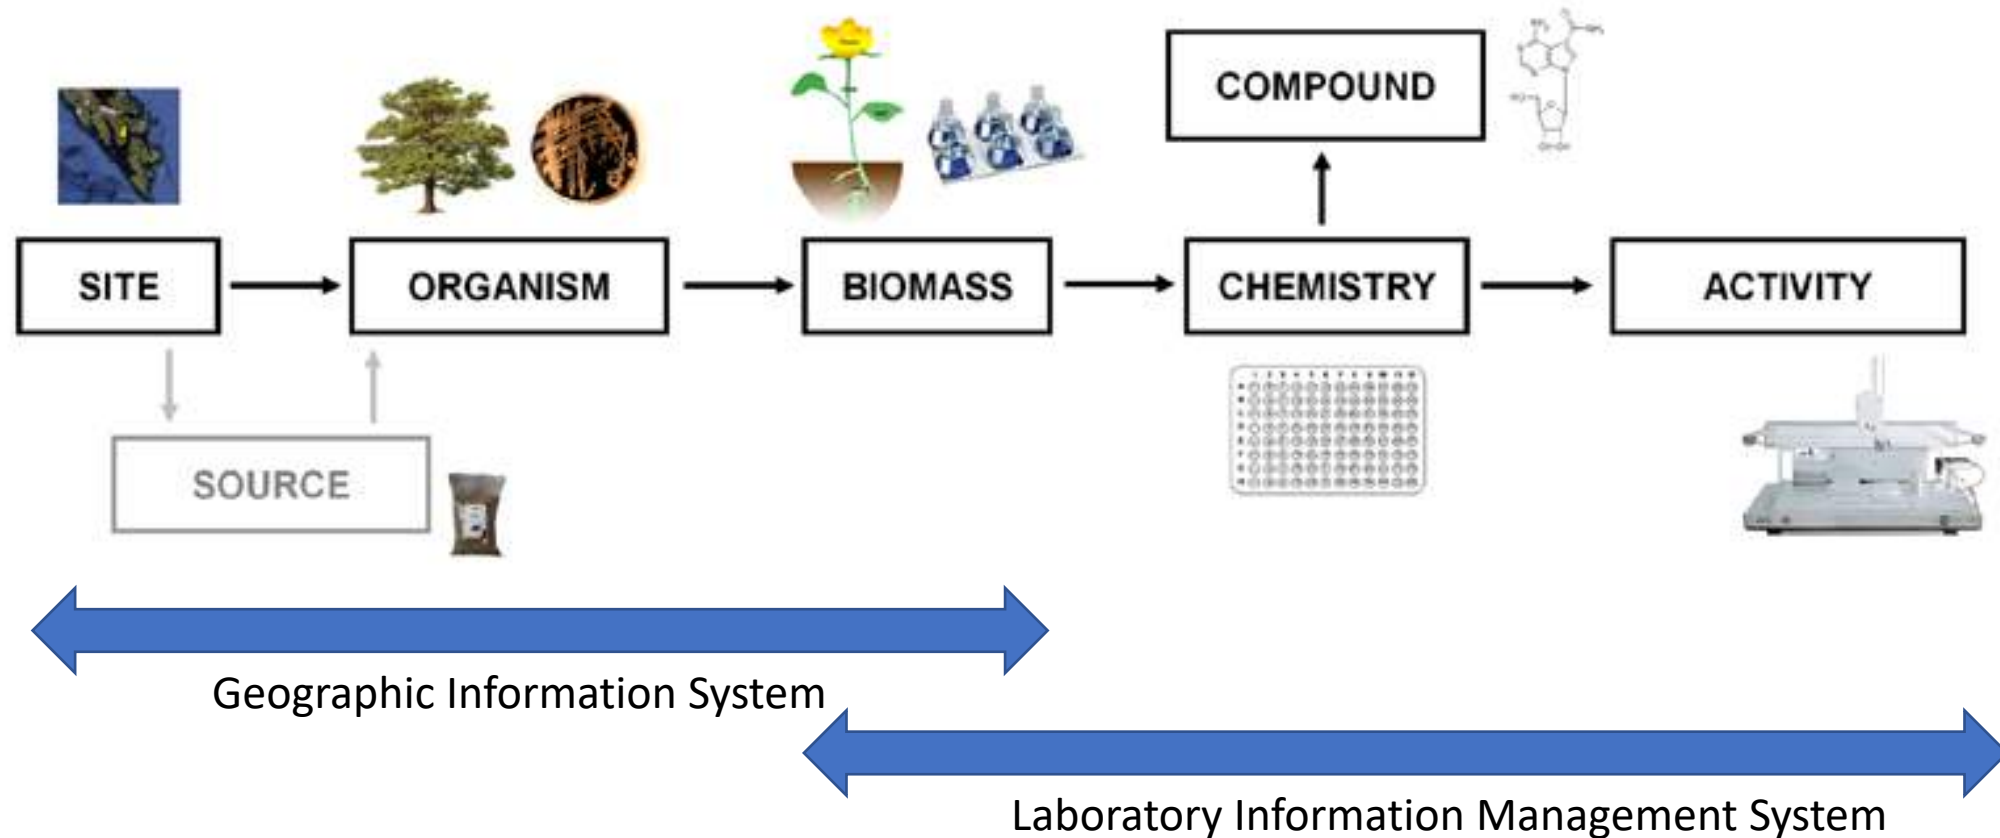 COMPOUND
SITE
ORGANISM
BIOMASS
CHEMISTRY
ACTIVITY
SOURCE
Geographic Information System
Laboratory Information Management System